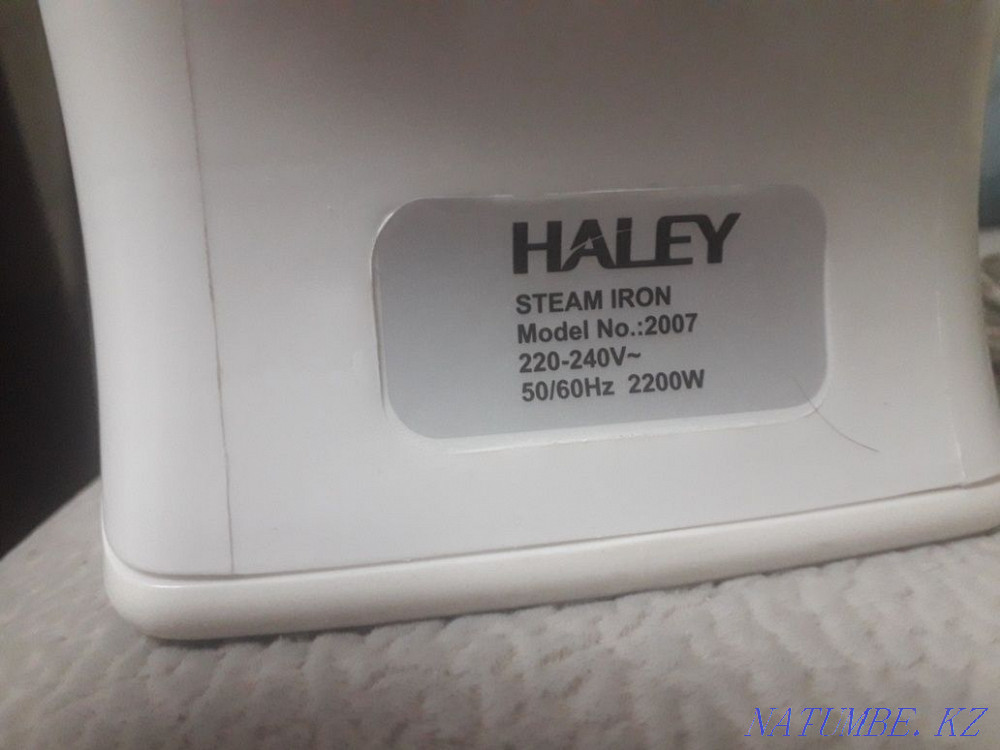 HALEY
STEAM IRON
Model No.:2007
220-240V~
50/60Hz 2200W
NATUMBE.KZ